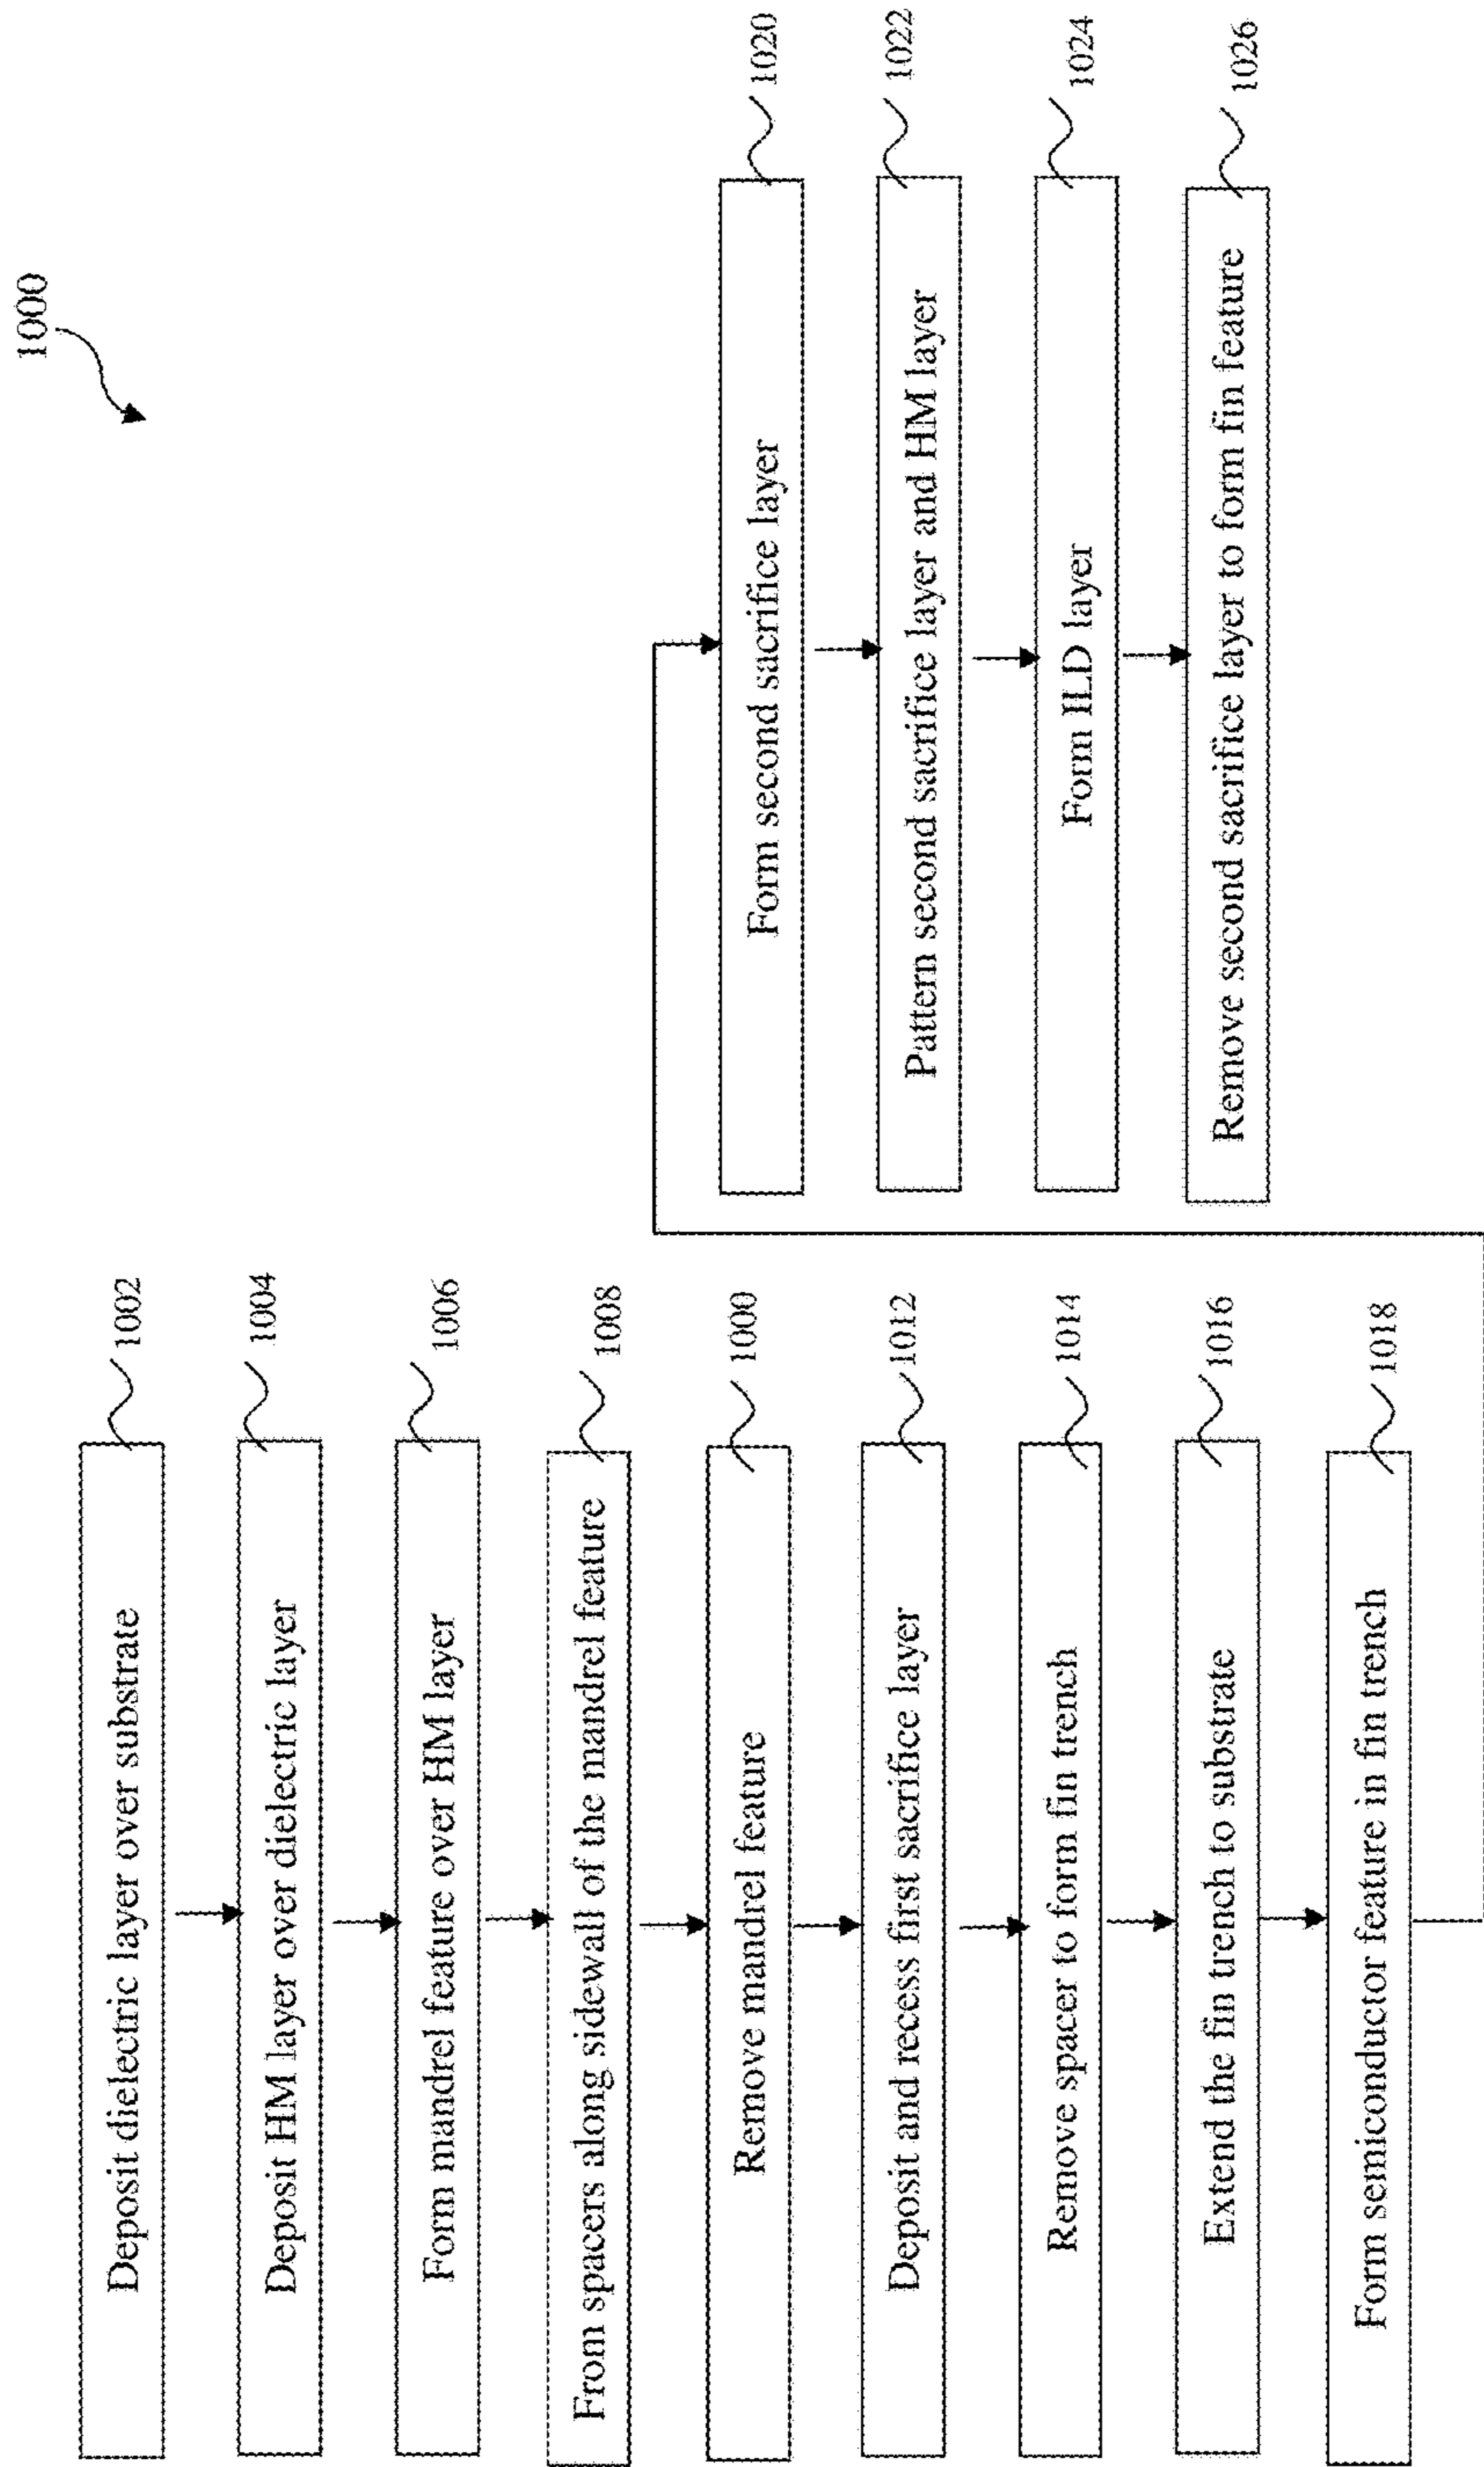 1000
Deposit dielectric layer over substrate
1002
Deposit HM layer over dielectric layer
1004
Form mandrel feature over HM layer
1006
From spacers along sidewall of the mandrel feature
1008
Remove mandrel feature
1000
Deposit and recess first sacrifice layer
1012
Remove spacer to form fin trench
1014
Extend the fin trench to substrate
1016
Form semiconductor feature in fin trench
1018
Form second sacrifice layer
1020
Pattern second sacrifice layer and HM layer
1022
Form ILD layer
1024
Remove second sacrifice layer to form fin feature
1026